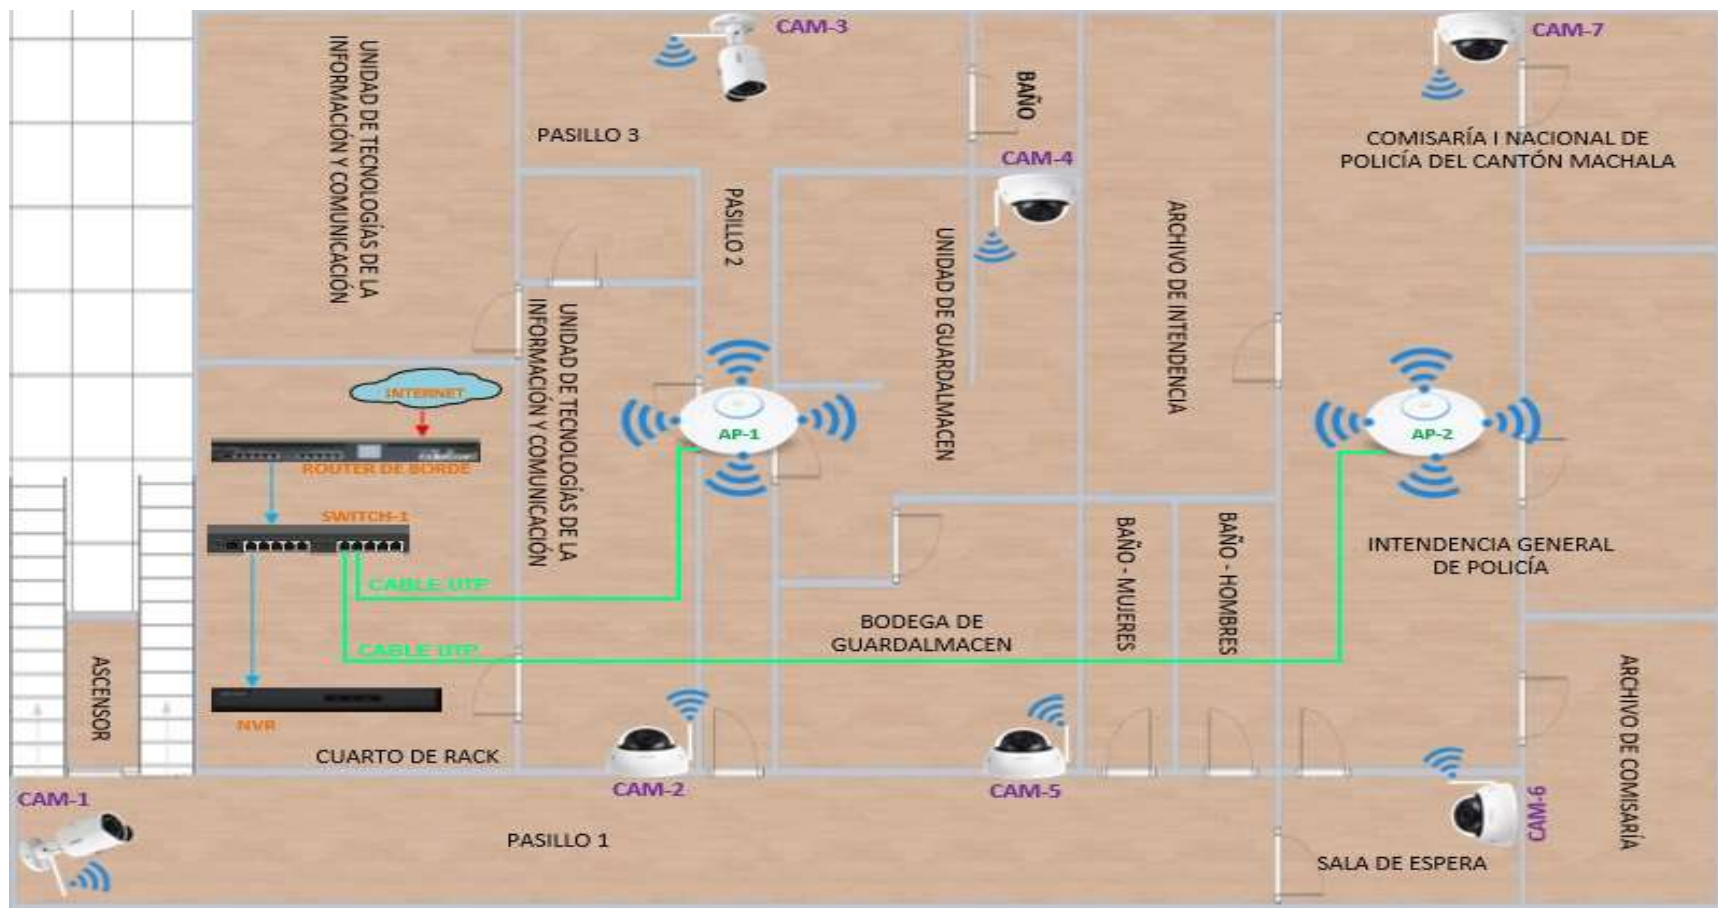 CAM-3
CAM-7
UNIDAD DE TECNOLOGÍAS DE LA
INFORMACIÓN Y COMUNICACIÓN
PASILLO 3
BAÑO
COMISARÍA I NACIONAL DE
POLICÍA DEL CANTÓN MACHALA
CAM-4
PASILLO 2
UNIDAD DE GUARDALMACEN
ARCHIVO DE INTENDENCIA
UNIDAD DE TECNOLOGÍAS DE LA
INFORMACIÓN Y COMUNICACIÓN
INTERNET
AP-1
AP-2
ROUTER DE BORDE
SWITCH-1
BAÑO - MUJERES
BAÑO - HOMBRES
INTENDENCIA GENERAL
DE POLICÍA
CABLE UTP
BODEGA DE
GUARDALMACEN
CABLE UTP
ASCENSOR
ARCHIVO DE COMISARÍA
NVR
CUARTO DE RACK
CAM-1
CAM-2
CAM-5
CAM-6
PASILLO 1
SALA DE ESPERA